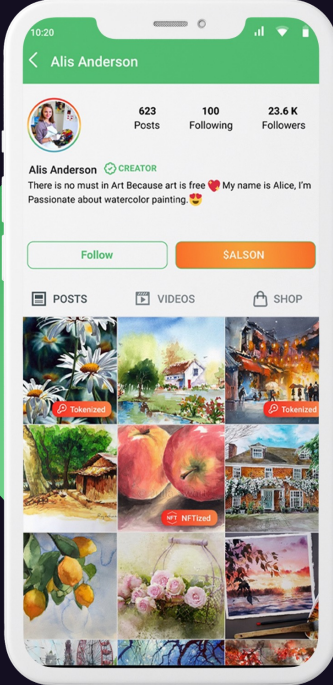 10:20
Alis Anderson
623 100 23.6 K
Posts Following Followers
Alis Anderson CREATOR
There is no must in Art Because art is free ❤️ My name is Alice, I'm
Passionate about watercolor painting.😍
Follow $ALSON
POSTS VIDEOS SHOP
Tokenized Tokenized
NFT NFTized